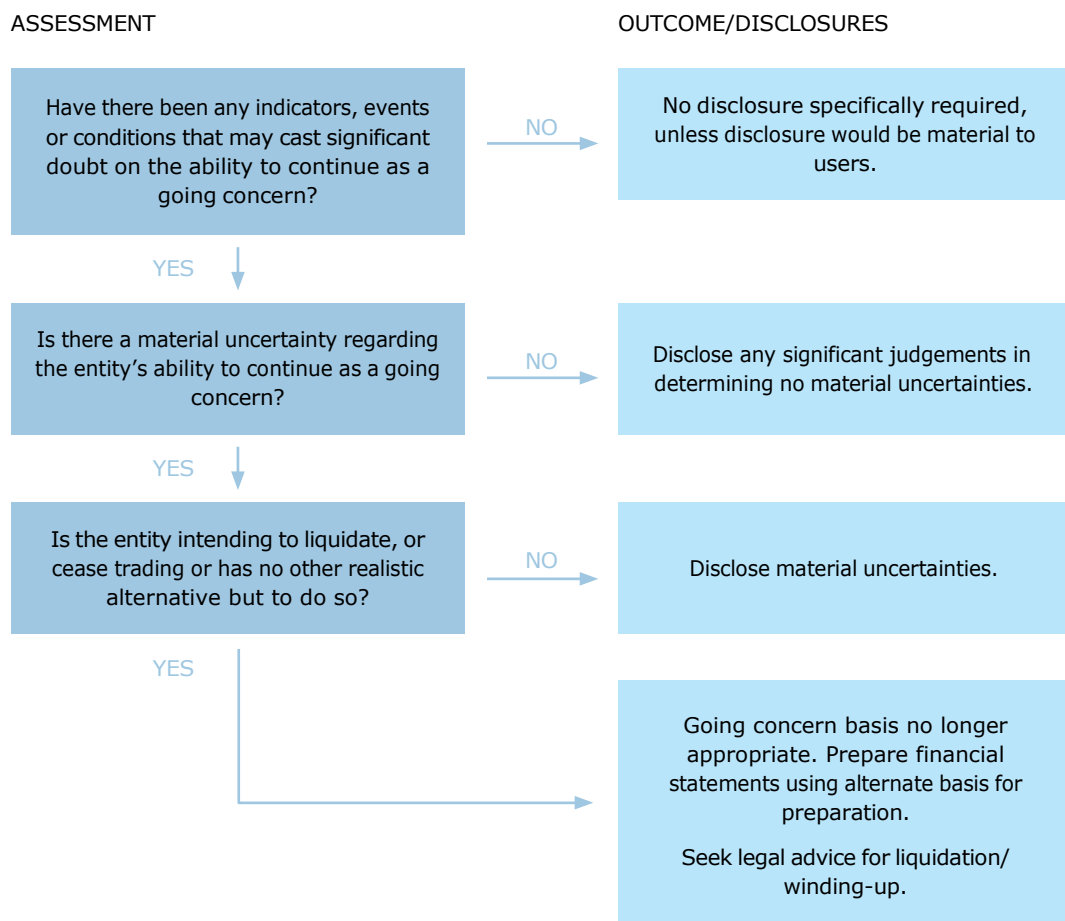 ASSESSMENT
OUTCOME/DISCLOSURES
Have there been any indicators, events
or conditions that may cast significant
doubt on the ability to continue as a
going concern?
NO
No disclosure specifically required,
unless disclosure would be material to
users.
YES
Is there a material uncertainty regarding
the entity’s ability to continue as a going
concern?
NO
Disclose any significant judgements in
determining no material uncertainties.
YES
Is the entity intending to liquidate, or
cease trading or has no other realistic
alternative but to do so?
NO
Disclose material uncertainties.
YES
Going concern basis no longer
appropriate. Prepare financial
statements using alternate basis for
preparation.
Seek legal advice for liquidation/
winding-up.